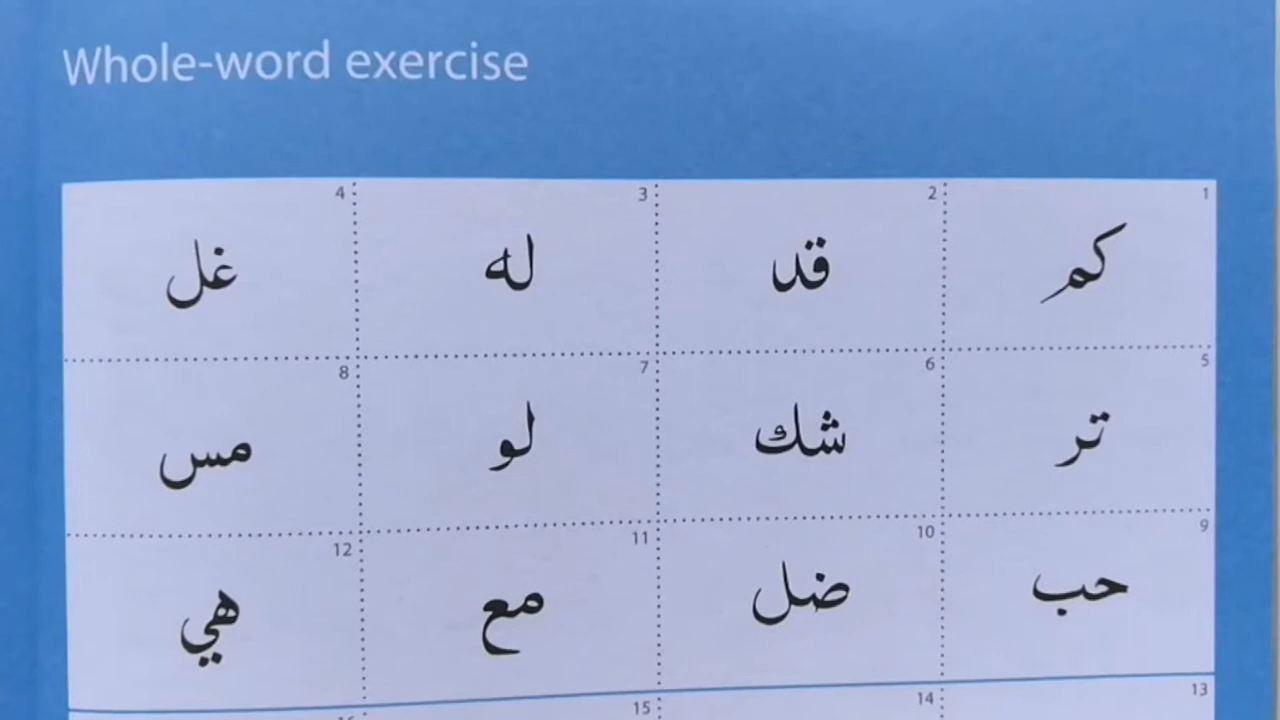 Whole-word exercise
1 2 3 4
كم قد له غل
5 6 7 8
تر شك لو مس
9 10 11 12
حب ضل مع هي
13 14 15